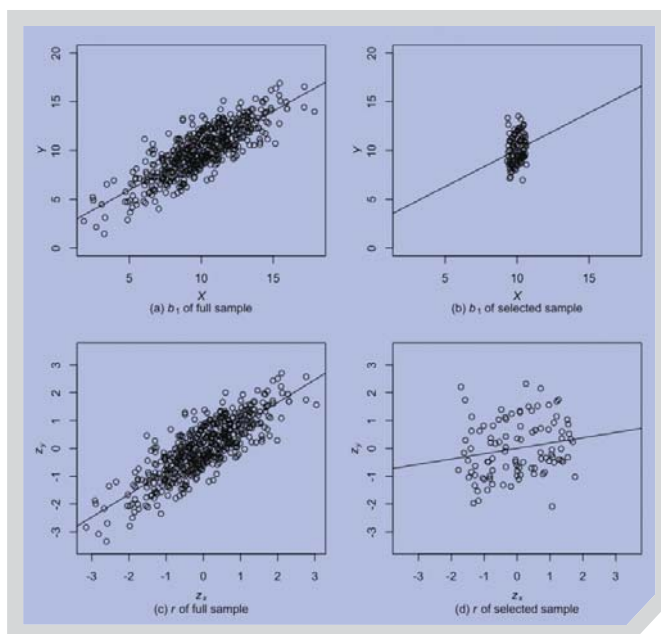 20
15
10
5
0
Y
5 10 15
X
(a) b₁ of full sample
20
15
10
5
0
Y
5 10 15
X
(b) b₁ of selected sample
3
2
1
0
-1
-2
-3
zᵧ
-3 -2 -1 0 1 2 3
zₓ
(c) r of full sample
3
2
1
0
-1
-2
-3
zᵧ
-3 -2 -1 0 1 2 3
zₓ
(d) r of selected sample